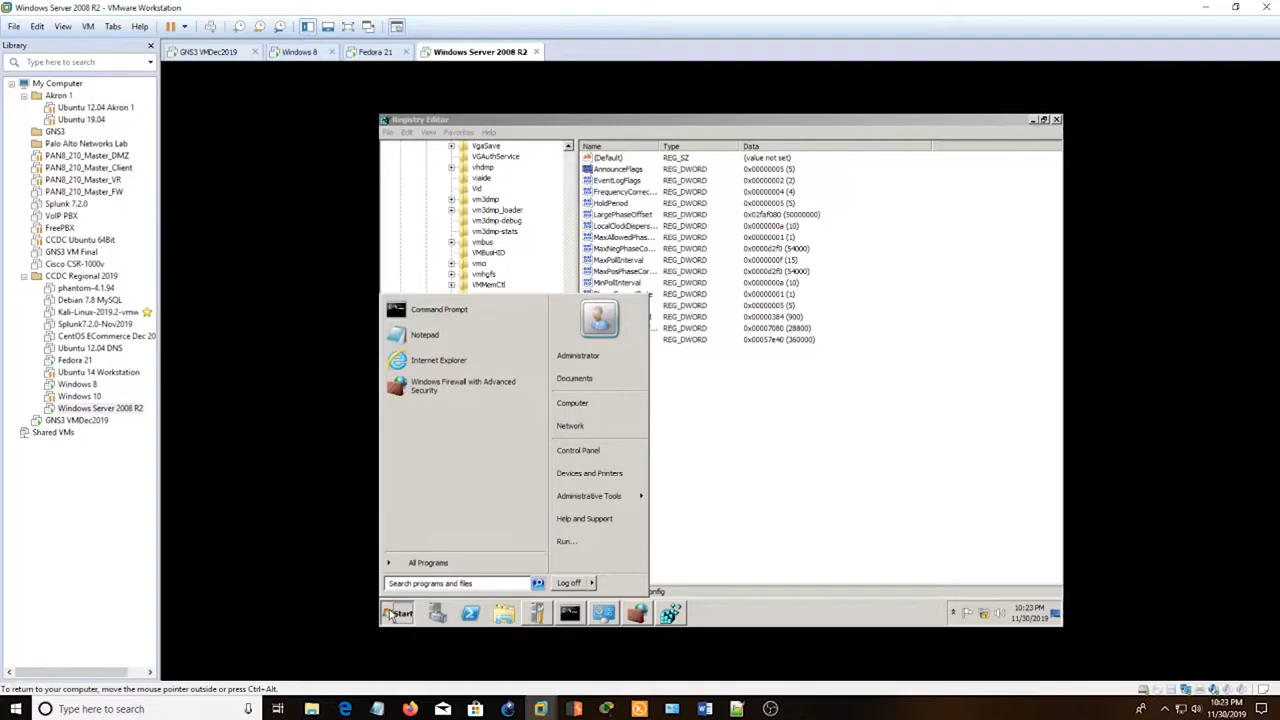 Windows Server 2008 R2 - VMware Workstation
File Edit View VM Tabs Help
Library
Type here to search
My Computer
Akron 1
Ubuntu 12.04 Akron 1
Ubuntu 19.04
GNS3
Palo Alto Networks Lab
PAN8_210_Master_DMZ
PAN8_210_Master_Client
PAN8_210_Master_VR
PAN8_210_Master_FW
Splunk 7.2.0
VoIP PBX
FreePBX
CCDC Ubuntu 64Bit
GNS3 VM Final
Cisco CSR-1000v
CCDC Regional 2019
phantom-4.1.94
Debian 7.8 MySQL
Kali-Linux-2019.2-vmw
Splunk7.2.0-Nov2019
CentOS ECommerce Dec 20
Ubuntu 12.04 DNS
Fedora 21
Ubuntu 14 Workstation
Windows 8
Windows 10
Windows Server 2008 R2
GNS3 VMDec2019
Shared VMs
GNS3 VMDec2019 Windows 8 Fedora 21 Windows Server 2008 R2
Registry Editor
File Edit View Favorites Help
VgaSave
VGAuthService
vhdmp
viaide
Vid
vm3dmp
vm3dmp_loader
vm3dmp-debug
vm3dmp-stats
vmbus
VMBusHID
vmci
vmhgfs
VMMemCtl
Name Type Data
(Default) REG_SZ (value not set)
AnnounceFlags REG_DWORD 0x00000005 (5)
EventLogFlags REG_DWORD 0x00000002 (2)
FrequencyCorrec... REG_DWORD 0x00000004 (4)
HoldPeriod REG_DWORD 0x00000005 (5)
LargePhaseOffset REG_DWORD 0x02faf080 (50000000)
LocalClockDispers... REG_DWORD 0x0000000a (10)
MaxAllowedPhas... REG_DWORD 0x00000001 (1)
MaxNegPhaseCo... REG_DWORD 0x0000d2f0 (54000)
MaxPollInterval REG_DWORD 0x0000000f (15)
MaxPosPhaseCor... REG_DWORD 0x0000d2f0 (54000)
MinPollInterval REG_DWORD 0x0000000a (10)
REG_DWORD 0x00000001 (1)
REG_DWORD 0x00000005 (5)
REG_DWORD 0x00000384 (900)
REG_DWORD 0x00007080 (28800)
REG_DWORD 0x00057e40 (360000)
Command Prompt
Notepad
Internet Explorer
Windows Firewall with Advanced
Security
All Programs
Search programs and files
Administrator
Documents
Computer
Network
Control Panel
Devices and Printers
Administrative Tools
Help and Support
Run...
Log off
onfig
Start
10:23 PM
11/30/2019
To return to your computer, move the mouse pointer outside or press Ctrl+Alt.
Type here to search
10:23 PM
11/30/2019